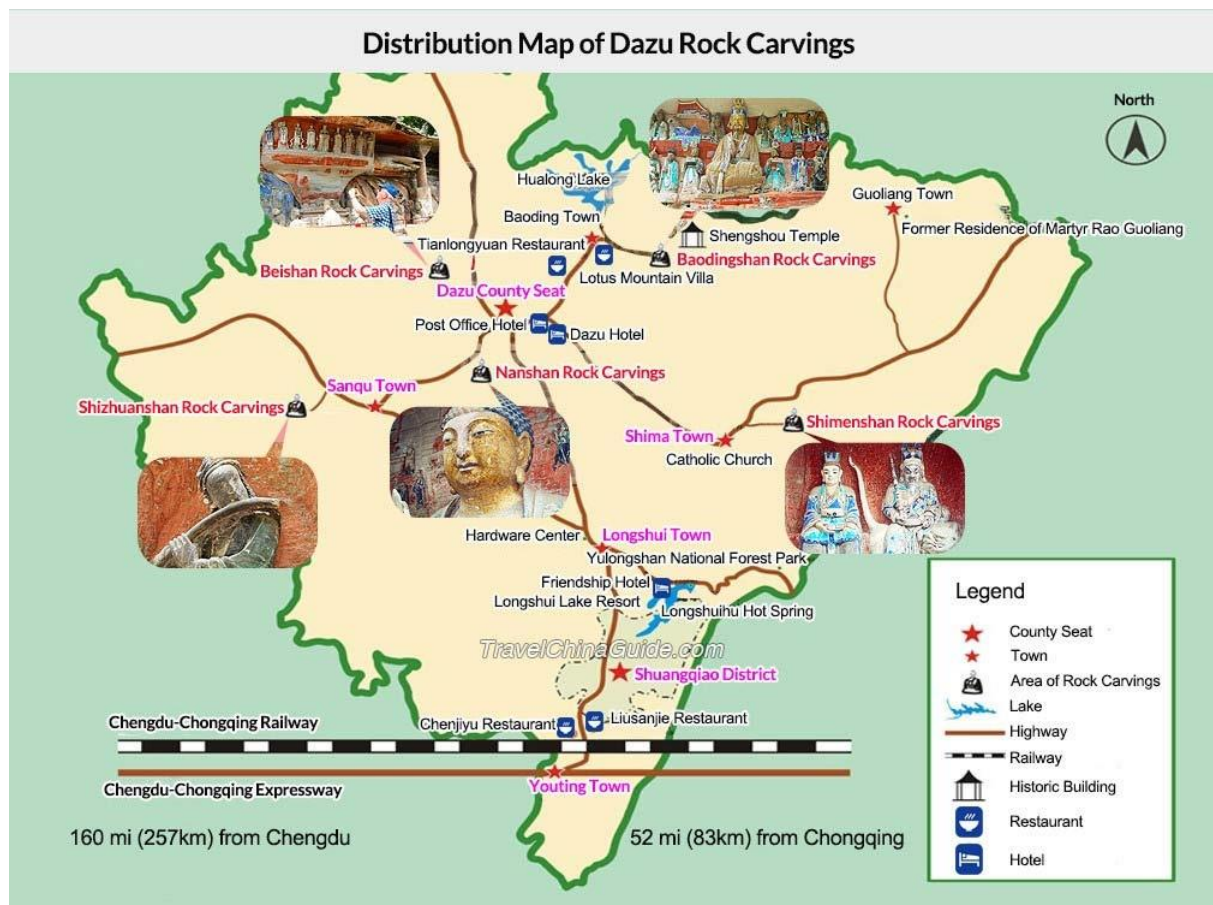 Distribution Map of Dazu Rock Carvings
North
Hualong Lake
Guoliang Town
Baoding Town
Former Residence of Martyr Rao Guoliang
Shengshou Temple
Tianlongyuan Restaurant
Baodingshan Rock Carvings
Beishan Rock Carvings
Lotus Mountain Villa
Dazu County Seat
Post Office Hotel
Dazu Hotel
Nanshan Rock Carvings
Sanqu Town
Shizhuanshan Rock Carvings
Shimenshan Rock Carvings
Shima Town
Catholic Church
Hardware Center
Longshui Town
Yulongshan National Forest Park
Friendship Hotel
Longshui Lake Resort
Longshuihu Hot Spring
TravelChinaGuide.com
Shuangqiao District
Chengdu-Chongqing Railway
Chenjiyu Restaurant
Liusanjie Restaurant
Chengdu-Chongqing Expressway
Youting Town
160 mi (257km) from Chengdu
52 mi (83km) from Chongqing
Legend
County Seat
Town
Area of Rock Carvings
Lake
Highway
Railway
Historic Building
Restaurant
Hotel